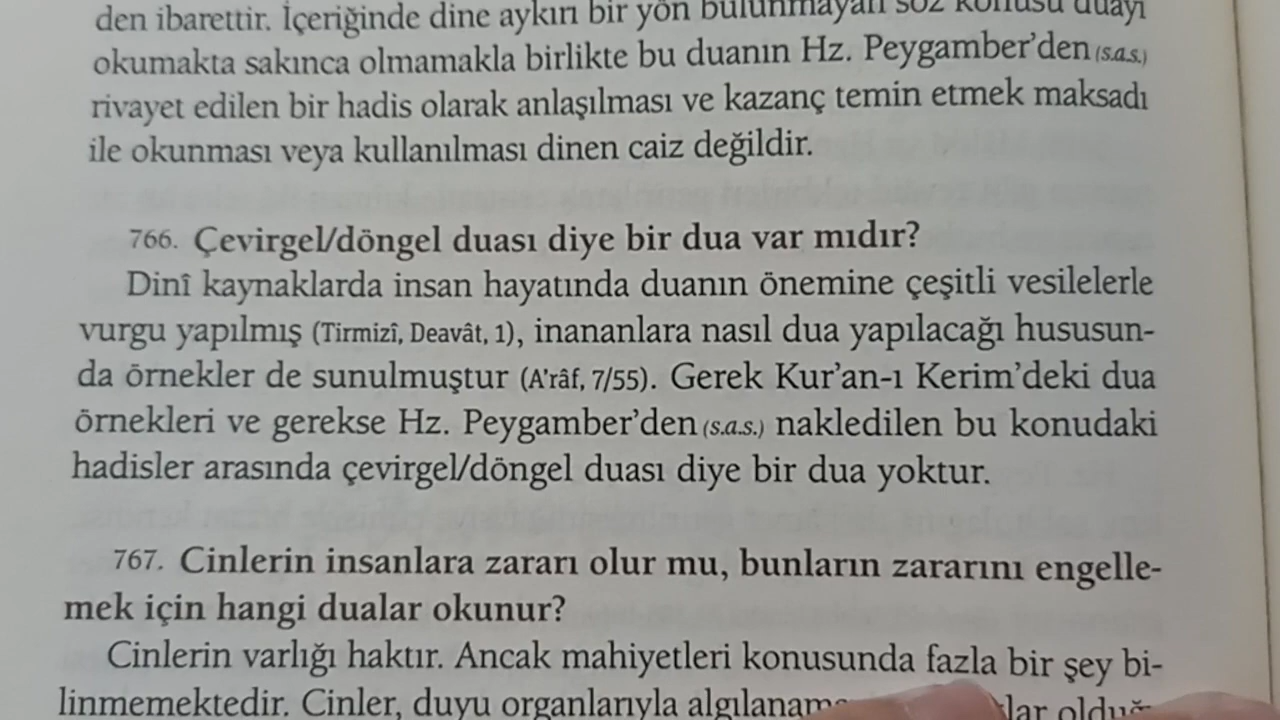 den ibarettir. İçeriğinde dine aykırı bir yön bulunmayan söz konusu duayı
okumakta sakınca olmamakla birlikte bu duanın Hz. Peygamber'den (s.a.s.)
rivayet edilen bir hadis olarak anlaşılması ve kazanç temin etmek maksadı
ile okunması veya kullanılması dinen caiz değildir.
766. Çevirgel/döngel duası diye bir dua var mıdır?
Dinî kaynaklarda insan hayatında duanın önemine çeşitli vesilelerle
vurgu yapılmış (Tirmizî, Deavât, 1), inananlara nasıl dua yapılacağı hususun-
da örnekler de sunulmuştur (A'râf, 7/55). Gerek Kur'an-ı Kerim'deki dua
örnekleri ve gerekse Hz. Peygamber'den (s.a.s.) nakledilen bu konudaki
hadisler arasında çevirgel/döngel duası diye bir dua yoktur.
767. Cinlerin insanlara zararı olur mu, bunların zararını engelle-
mek için hangi dualar okunur?
Cinlerin varlığı haktır. Ancak mahiyetleri konusunda fazla bir şey bi-
linmemektedir. Cinler, duyu organlarıyla